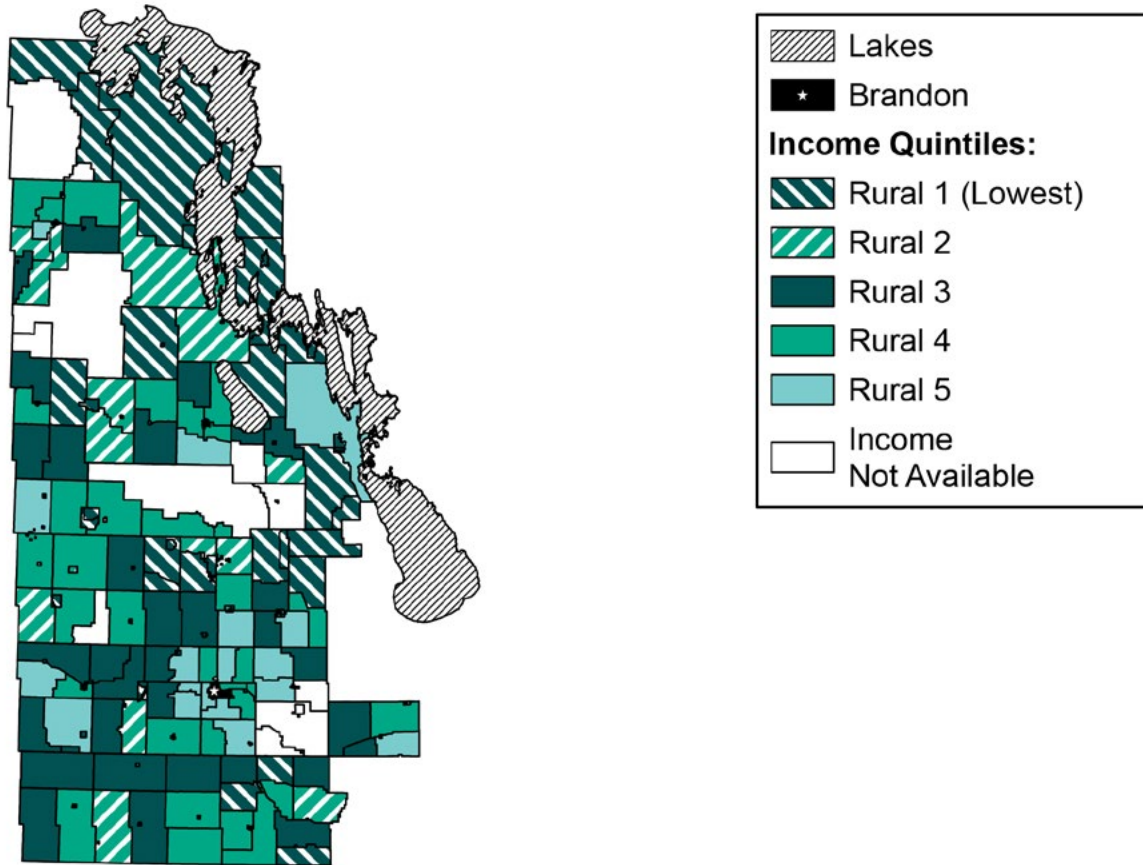 Lakes
Brandon
Income Quintiles:
Rural 1 (Lowest)
Rural 2
Rural 3
Rural 4
Rural 5
Income
Not Available